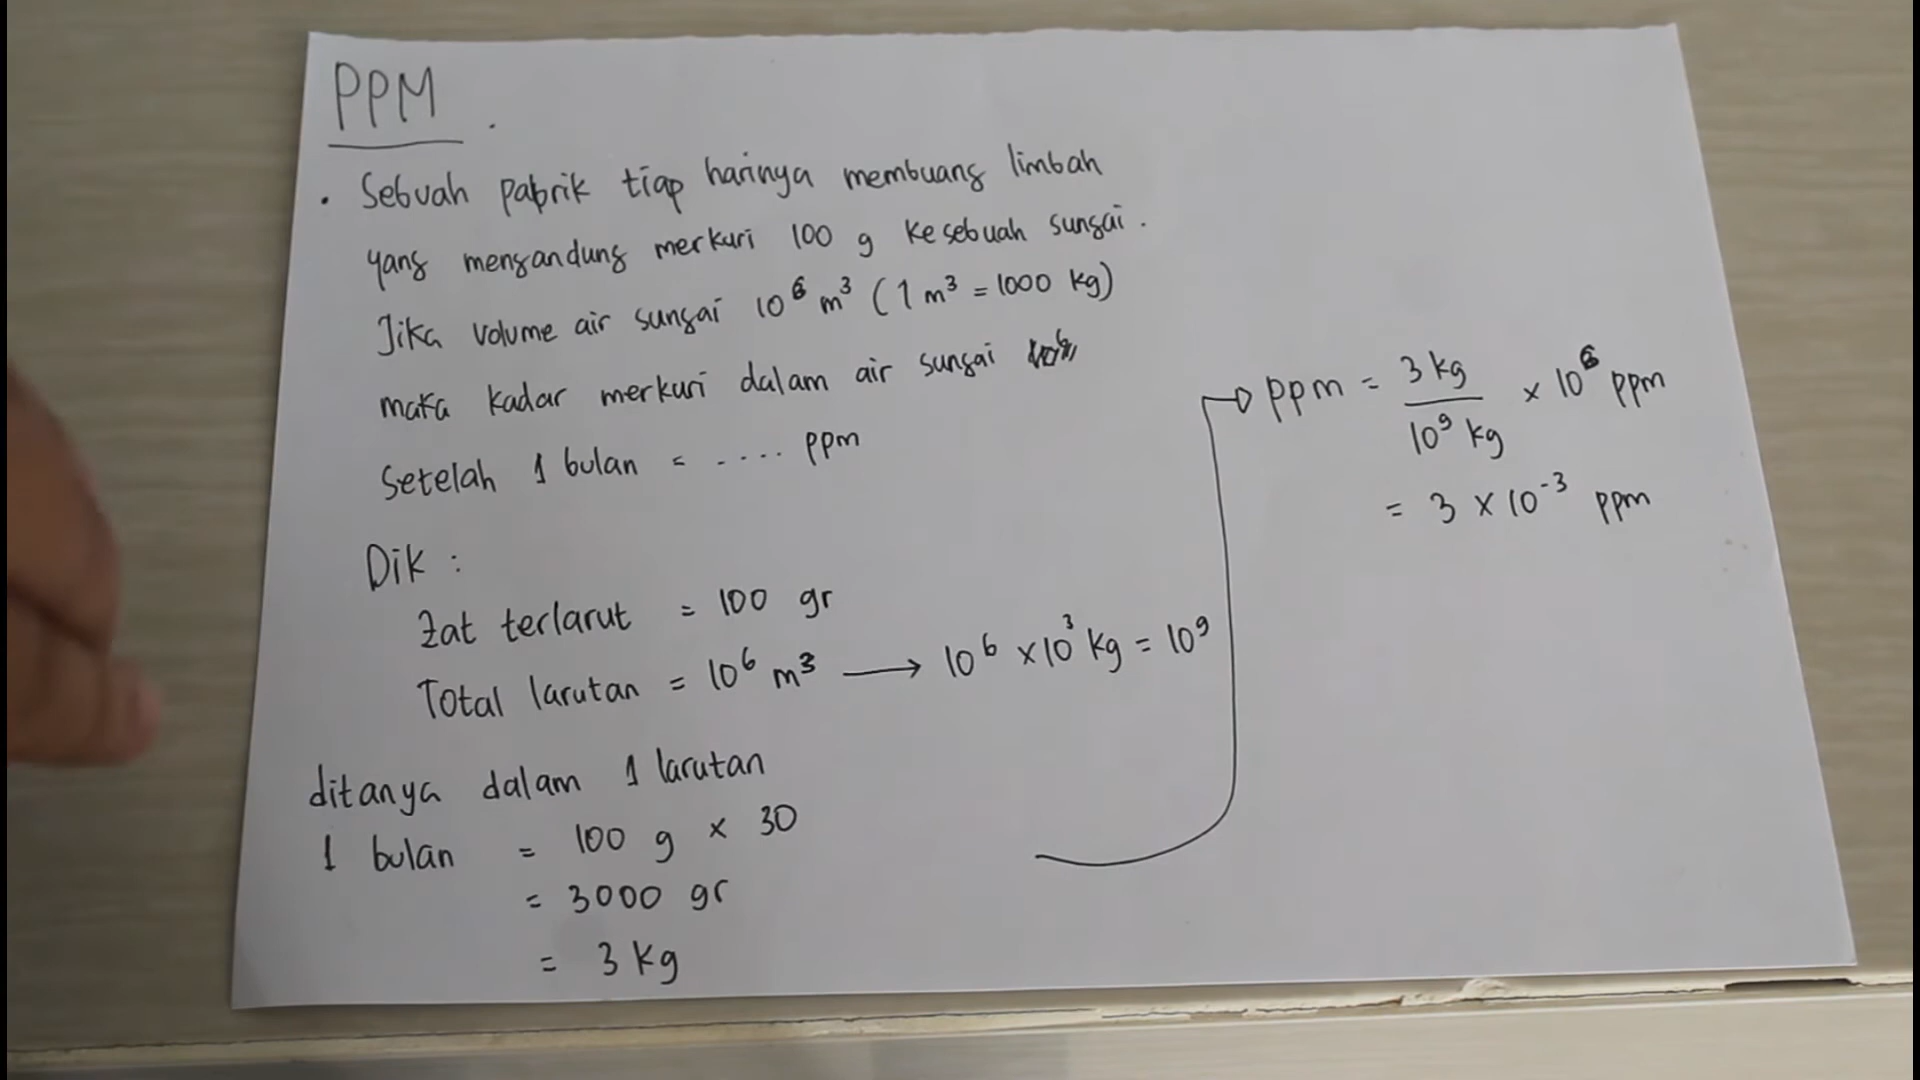 PPM
. Sebuah pabrik tiap harinya membuang limbah
yang mengandung merkuri 100 g kesebuah sungai.
Jika volume air sungai 10⁶ m³ (1 m³ = 1000 kg)
maka kadar merkuri dalam air sungai
Setelah 1 bulan = .... ppm
Dik :
Zat terlarut = 100 gr
Total larutan = 10⁶ m³ → 10⁶ × 10³ kg = 10⁹
ditanya dalam 1 larutan
1 bulan = 100 g × 30
= 3000 gr
= 3 kg
→ ppm = 3 kg / 10⁹ kg × 10⁶ ppm
= 3 × 10⁻³ ppm